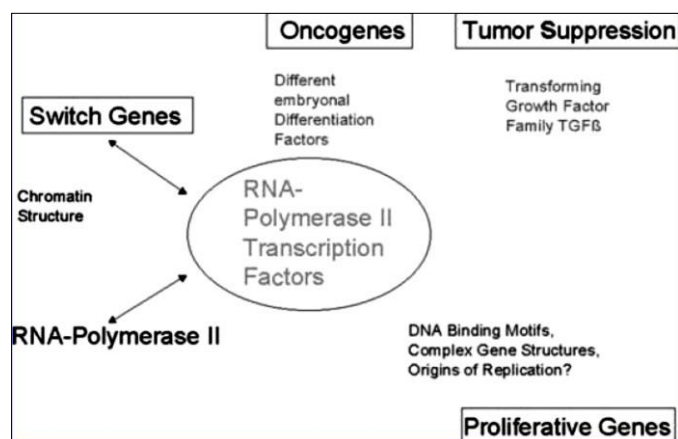 Oncogenes
Tumor Suppression
Different
embryonal
Differentiation
Factors
Transforming
Growth Factor
Family TGFß
Switch Genes
Chromatin
Structure
RNA-
Polymerase II
Transcription
Factors
RNA-Polymerase II
DNA Binding Motifs,
Complex Gene Structures,
Origins of Replication?
Proliferative Genes